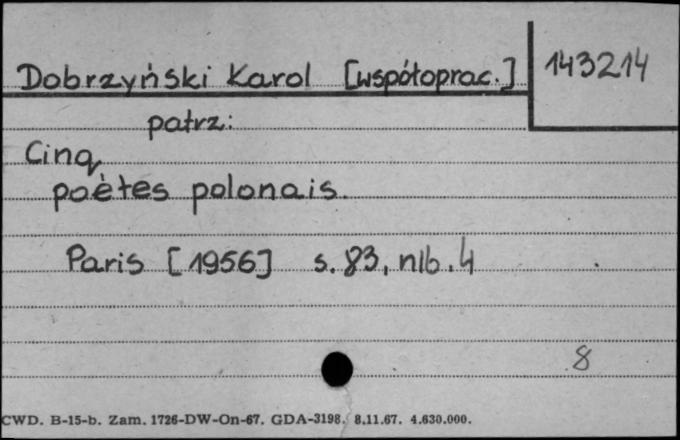 Dobrzyński Karol [współoprac.] 143214
patrz:
Cinq
poètes polonais.
Paris [1956] s. 83, nlb. 4
8
CWD. B-15-b. Zam. 1726-DW-On-67. GDA-3198. 8.11.67. 4.630.000.